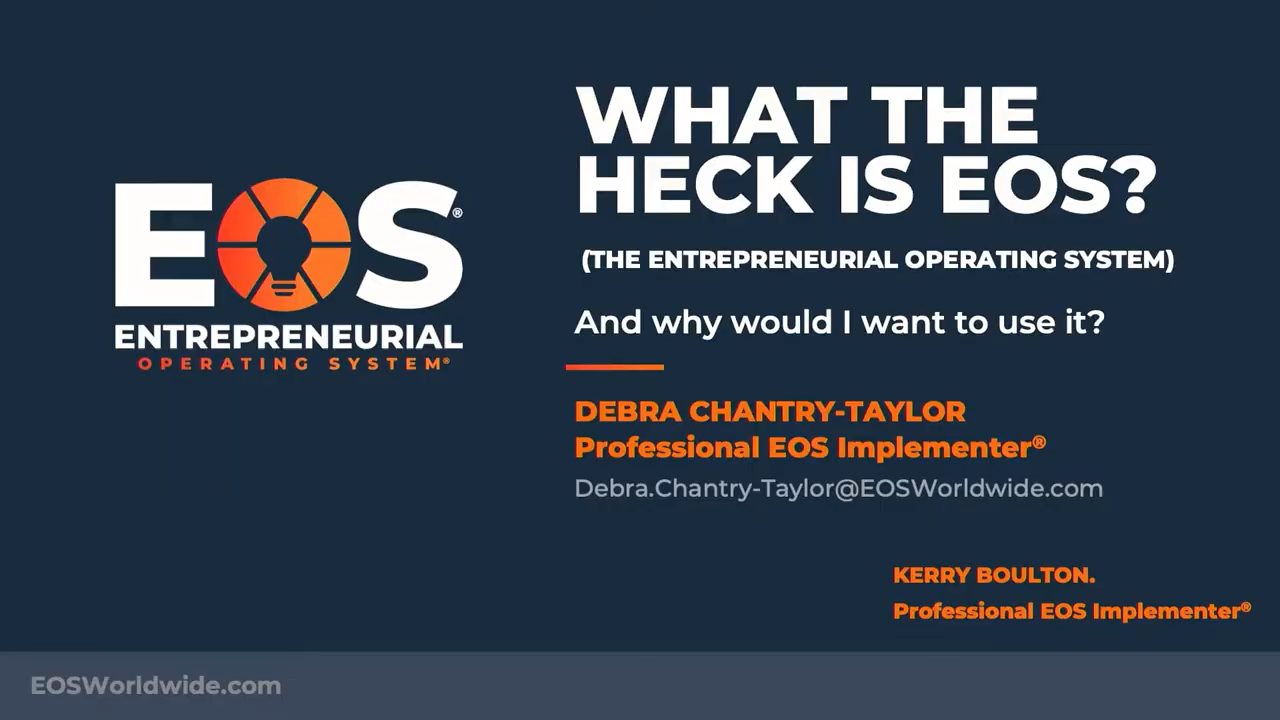 EOS®
ENTREPRENEURIAL
OPERATING SYSTEM®
WHAT THE
HECK IS EOS?
(THE ENTREPRENEURIAL OPERATING SYSTEM)
And why would I want to use it?
DEBRA CHANTRY-TAYLOR
Professional EOS Implementer®
Debra.Chantry-Taylor@EOSWorldwide.com
KERRY BOULTON.
Professional EOS Implementer®
EOSWorldwide.com